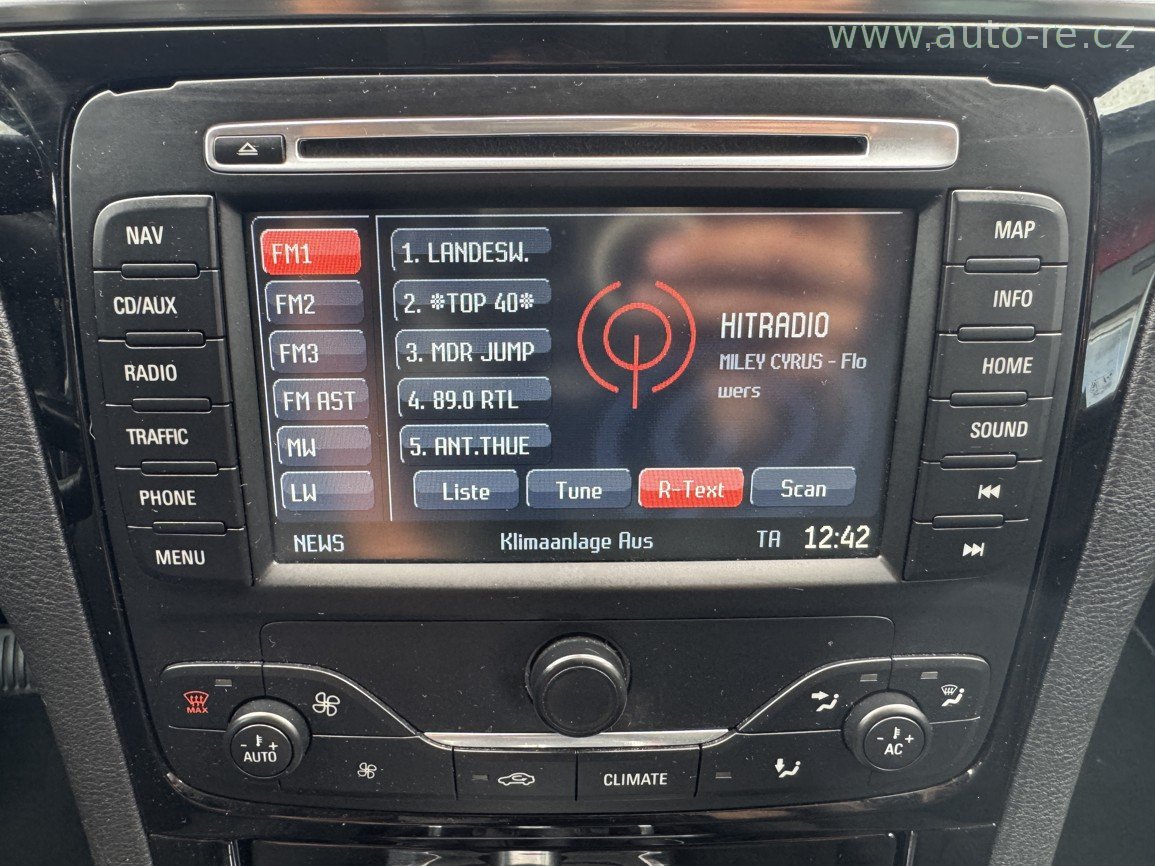 www.auto-re.cz
NAV
CD/AUX
RADIO
TRAFFIC
PHONE
MENU
FM1
FM2
FM3
FM AST
MW
LW
1. LANDESW.
2. *TOP 40*
3. MDR JUMP
4. 89.0 RTL
5. ANT.THUE
HITRADIO
MILEY CYRUS - Flo
wers
Liste
Tune
R-Text
Scan
NEWS
Klimaanlage Aus
TA
12:42
MAP
INFO
HOME
SOUND
MAX
- +
AUTO
CLIMATE
- +
AC